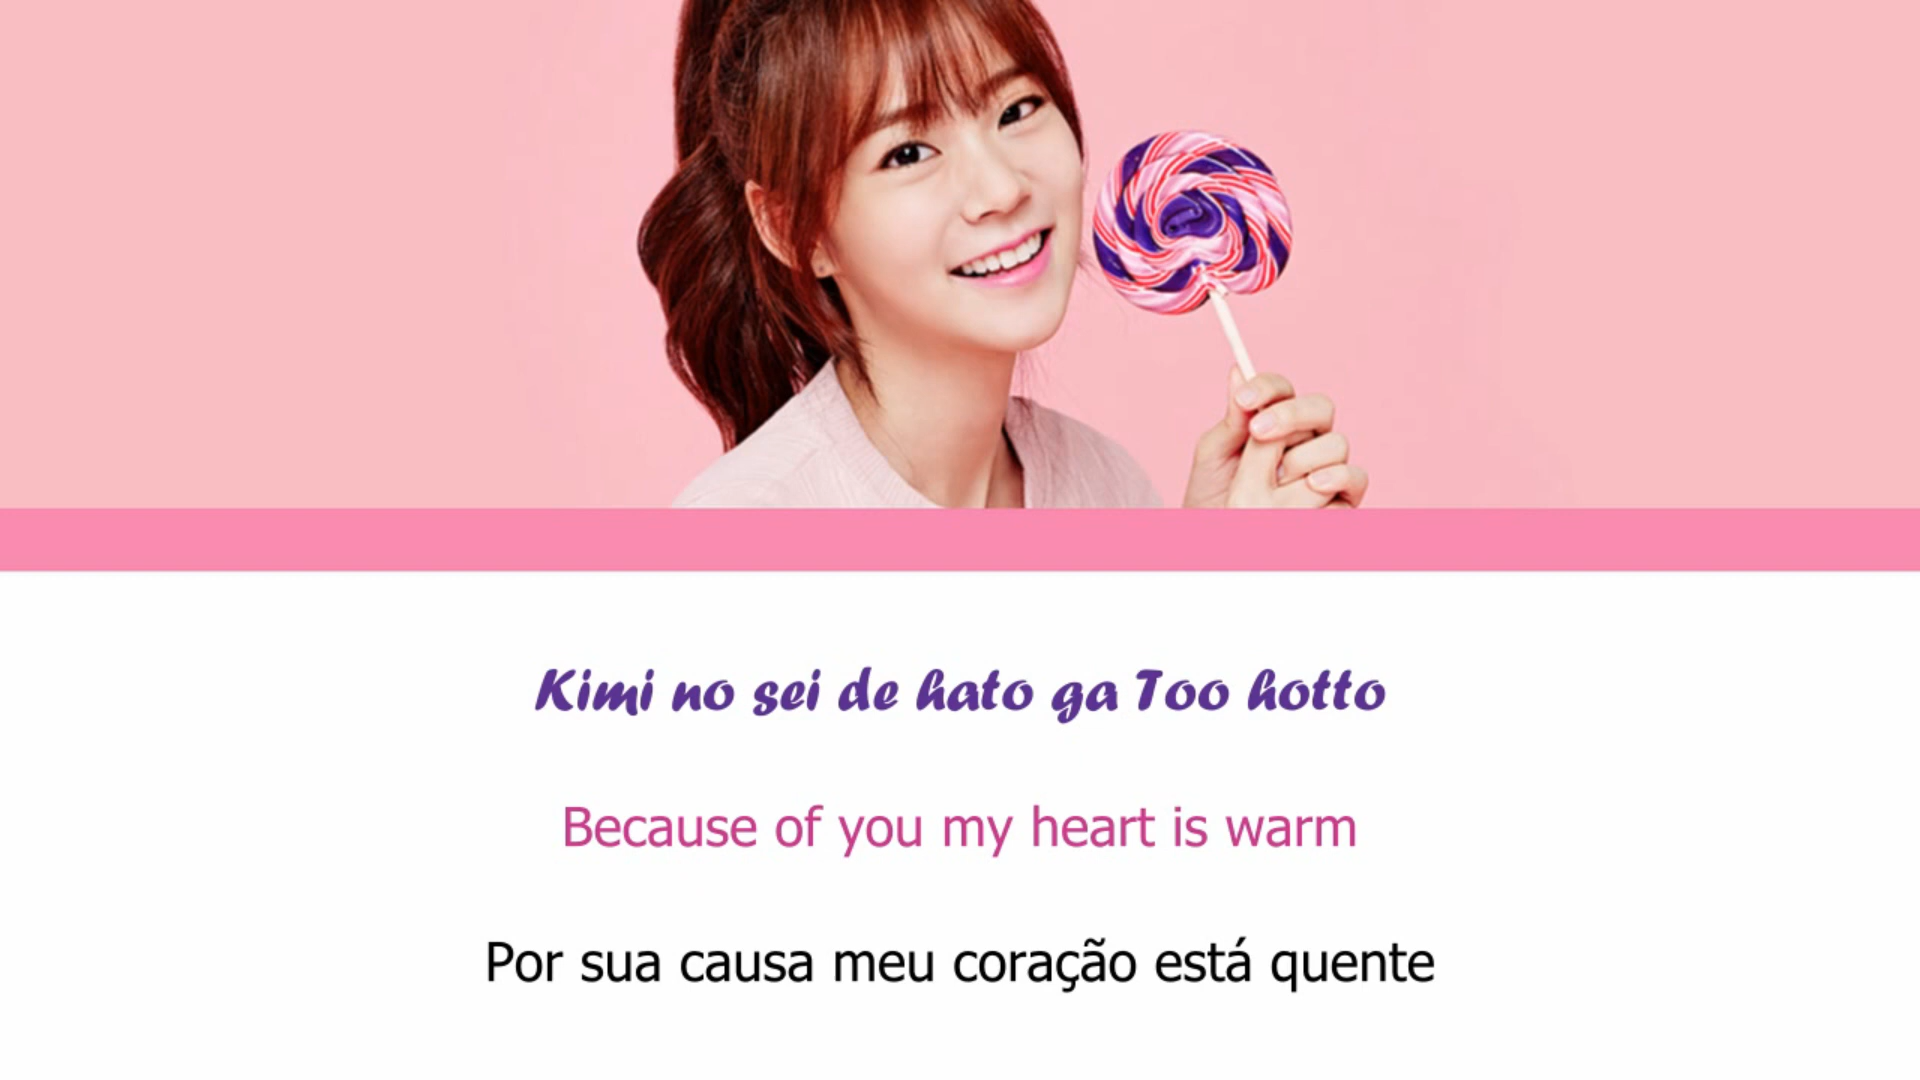 Kimi no sei de hato ga Too hotto
Because of you my heart is warm
Por sua causa meu coração está quente